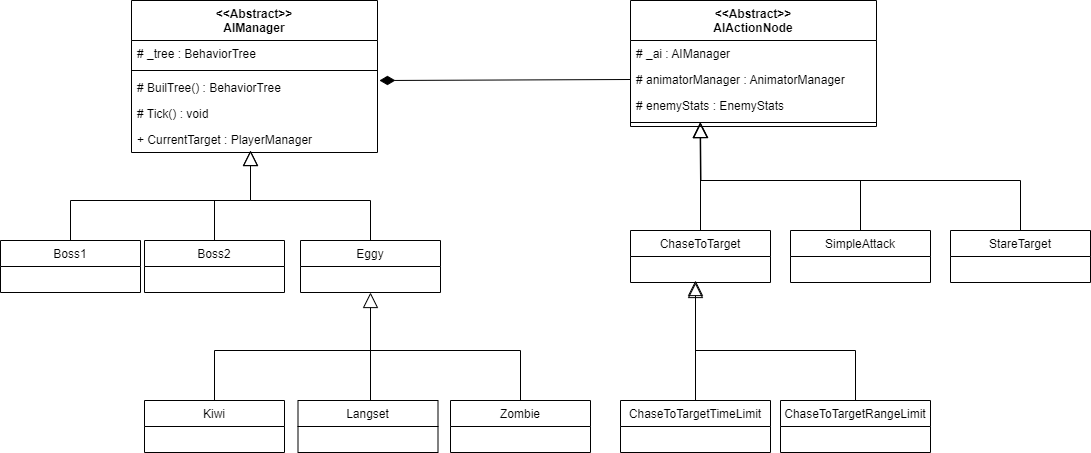 <<Abstract>>
AIManager
# _tree : BehaviorTree
# BuilTree() : BehaviorTree
# Tick() : void
+ CurrentTarget : PlayerManager
<<Abstract>>
AIActionNode
# _ai : AIManager
# animatorManager : AnimatorManager
# enemyStats : EnemyStats
Boss1
Boss2
Eggy
ChaseToTarget
SimpleAttack
StareTarget
Kiwi
Langset
Zombie
ChaseToTargetTimeLimit
ChaseToTargetRangeLimit